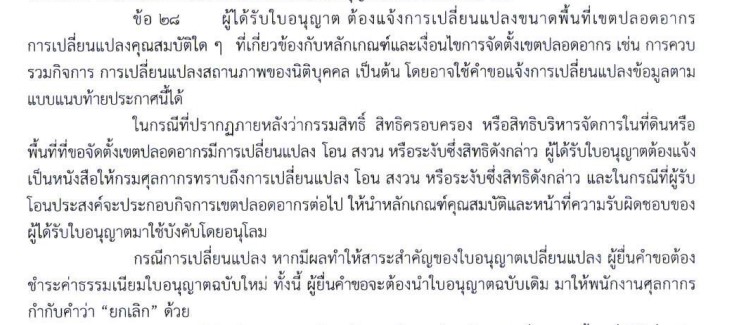 ข้อ ๒๘ ผู้ได้รับใบอนุญาต ต้องแจ้งการเปลี่ยนแปลงขนาดพื้นที่เขตปลอดอากร
การเปลี่ยนแปลงคุณสมบัติใด ๆ ที่เกี่ยวข้องกับหลักเกณฑ์และเงื่อนไขการจัดตั้งเขตปลอดอากร เช่น การควบ
รวมกิจการ การเปลี่ยนแปลงสถานภาพของนิติบุคคล เป็นต้น โดยอาจใช้คำขอแจ้งการเปลี่ยนแปลงข้อมูลตาม
แบบแนบท้ายประกาศนี้ได้
ในกรณีที่ปรากฏภายหลังว่ากรรมสิทธิ์ สิทธิครอบครอง หรือสิทธิบริหารจัดการในที่ดินหรือ
พื้นที่ที่ขอจัดตั้งเขตปลอดอากรมีการเปลี่ยนแปลง โอน สงวน หรือระงับซึ่งสิทธิดังกล่าว ผู้ได้รับใบอนุญาตต้องแจ้ง
เป็นหนังสือให้กรมศุลกากรทราบถึงการเปลี่ยนแปลง โอน สงวน หรือระงับซึ่งสิทธิดังกล่าว และในกรณีที่ผู้รับ
โอนประสงค์จะประกอบกิจการเขตปลอดอากรต่อไป ให้นำหลักเกณฑ์คุณสมบัติและหน้าที่ความรับผิดชอบของ
ผู้ได้รับใบอนุญาตมาใช้บังคับโดยอนุโลม
กรณีการเปลี่ยนแปลง หากมีผลทำให้สาระสำคัญของใบอนุญาตเปลี่ยนแปลง ผู้ยื่นคำขอต้อง
ชำระค่าธรรมเนียมใบอนุญาตฉบับใหม่ ทั้งนี้ ผู้ยื่นคำขอจะต้องนำใบอนุญาตฉบับเดิม มาให้พนักงานศุลกากร
กำกับคำว่า “ยกเลิก” ด้วย